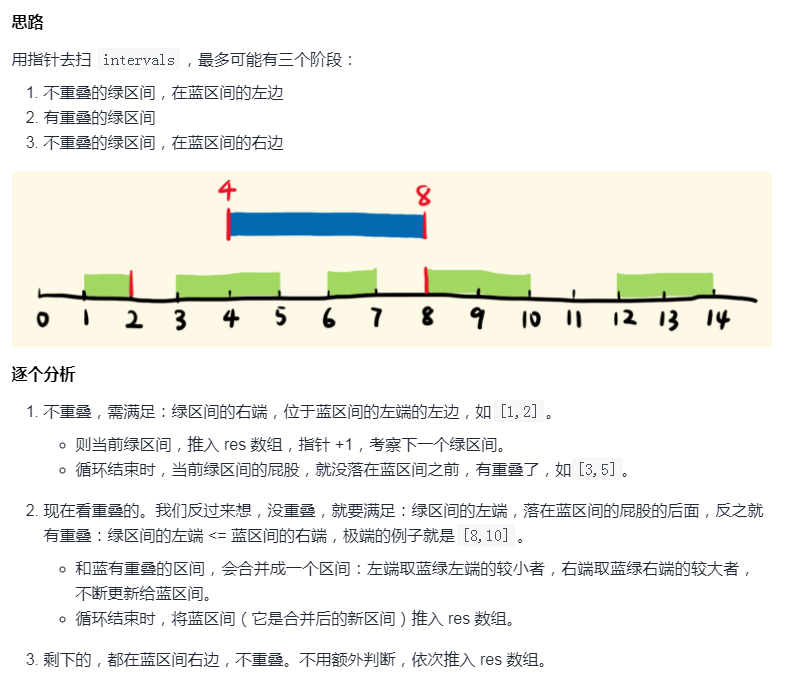 思路
用指针去扫 intervals ，最多可能有三个阶段：
1. 不重叠的绿区间，在蓝区间的左边
2. 有重叠的绿区间
3. 不重叠的绿区间，在蓝区间的右边
4 8
0 1 2 3 4 5 6 7 8 9 10 11 12 13 14
逐个分析
1. 不重叠，需满足：绿区间的右端，位于蓝区间的左端的左边，如 [1,2] 。
则当前绿区间，推入 res 数组，指针 +1，考察下一个绿区间。
循环结束时，当前绿区间的屁股，就没落在蓝区间之前，有重叠了，如 [3,5] 。
2. 现在看重叠的。我们反过来想，没重叠，就要满足：绿区间的左端，落在蓝区间的屁股的后面，反之就
有重叠：绿区间的左端 <= 蓝区间的右端，极端的例子就是 [8,10] 。
和蓝有重叠的区间，会合并成一个区间：左端取蓝绿左端的较小者，右端取蓝绿右端的较大者，
不断更新给蓝区间。
循环结束时，将蓝区间（它是合并后的新区间）推入 res 数组。
3. 剩下的，都在蓝区间右边，不重叠。不用额外判断，依次推入 res 数组。